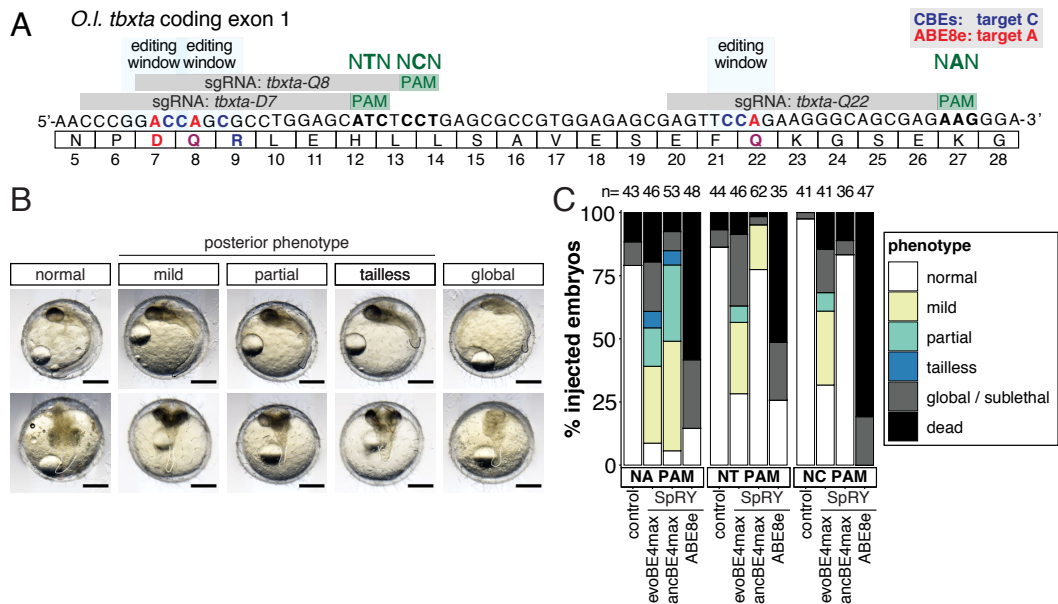 A
O.l. tbxta coding exon 1
CBEs: target C
ABE8e: target A
editing window
editing window
NTN NCN
editing window
NAN
sgRNA: tbxta-Q8 PAM
sgRNA: tbxta-D7 PAM
sgRNA: tbxta-Q22 PAM
5'-AACCCGGACCAGCGCCTGGAGCATCTCCTGAGCGCCGTGGAGAGCGAGTTCCAGAAGGGCAGCGAGAAGGGA-3'
N P D Q R L E H L L S A V E S E F Q K G S E K G
5 6 7 8 9 10 11 12 13 14 15 16 17 18 19 20 21 22 23 24 25 26 27 28
B
posterior phenotype
normal mild partial tailless global
C
n= 43 46 53 48 44 46 62 35 41 41 36 47
% injected embryos
100
75
50
25
0
NA PAM NT PAM NC PAM
SpRY SpRY SpRY
control evoBE4max ancBE4max ABE8e control evoBE4max ancBE4max ABE8e control evoBE4max ancBE4max ABE8e
phenotype
normal
mild
partial
tailless
global / sublethal
dead